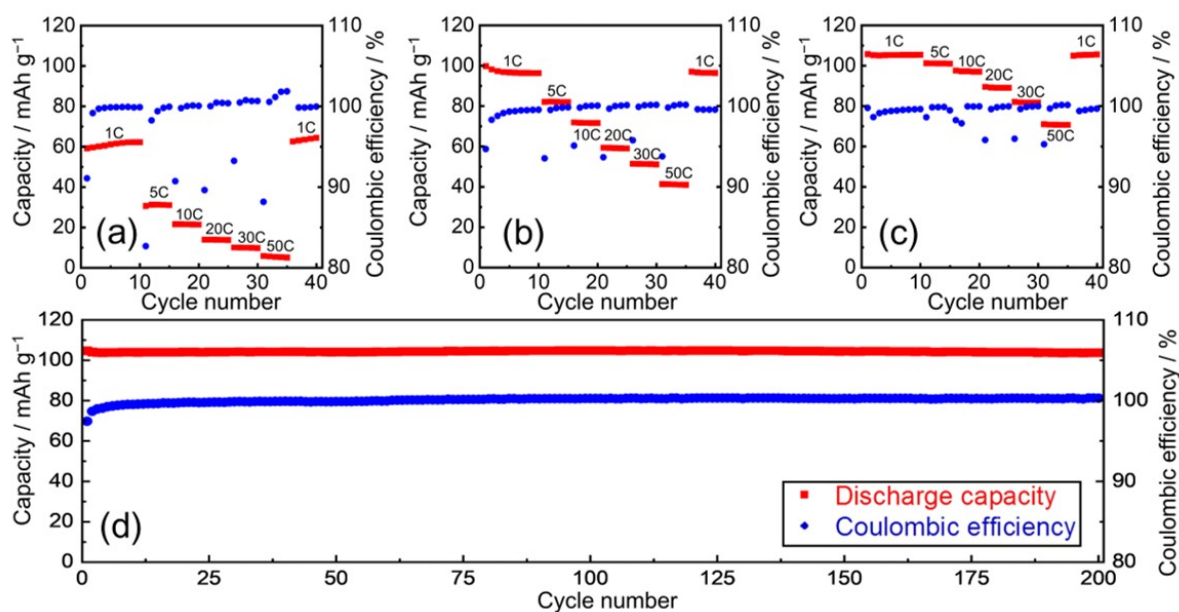 120
100
80
60
40
20
0
Capacity / mAh g⁻¹
110
100
90
80
Coulombic efficiency / %
1C
5C
10C
20C
30C
50C
1C
(a)
0
10
20
30
40
Cycle number
120
100
80
60
40
20
0
Capacity / mAh g⁻¹
110
100
90
80
Coulombic efficiency / %
1C
5C
10C
20C
30C
50C
1C
(b)
0
10
20
30
40
Cycle number
120
100
80
60
40
20
0
Capacity / mAh g⁻¹
110
100
90
80
Coulombic efficiency / %
1C
5C
10C
20C
30C
50C
1C
(c)
0
10
20
30
40
Cycle number
120
100
80
60
40
20
0
Capacity / mAh g⁻¹
110
100
90
80
Coulombic efficiency / %
(d)
Discharge capacity
Coulombic efficiency
0
25
50
75
100
125
150
175
200
Cycle number